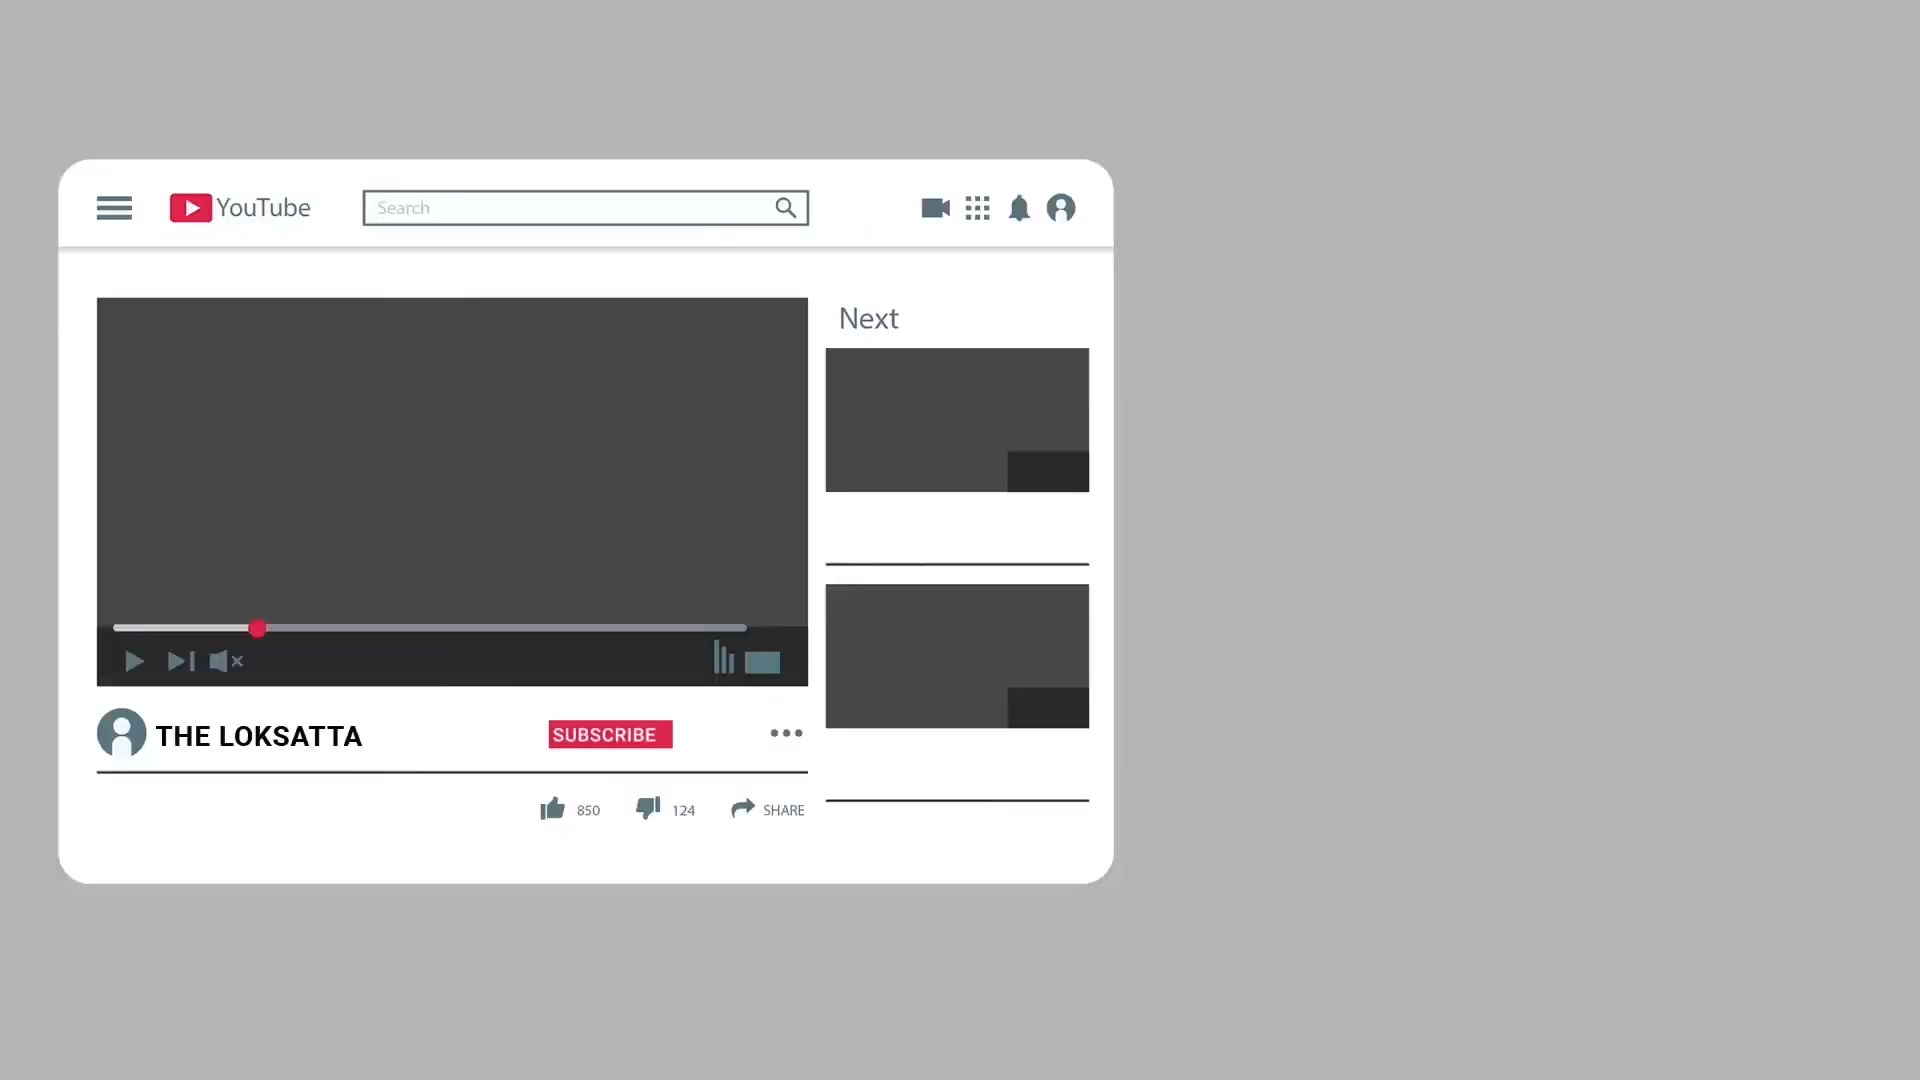 YouTube
Search
Next
THE LOKSATTA
SUBSCRIBE
850
124
SHARE